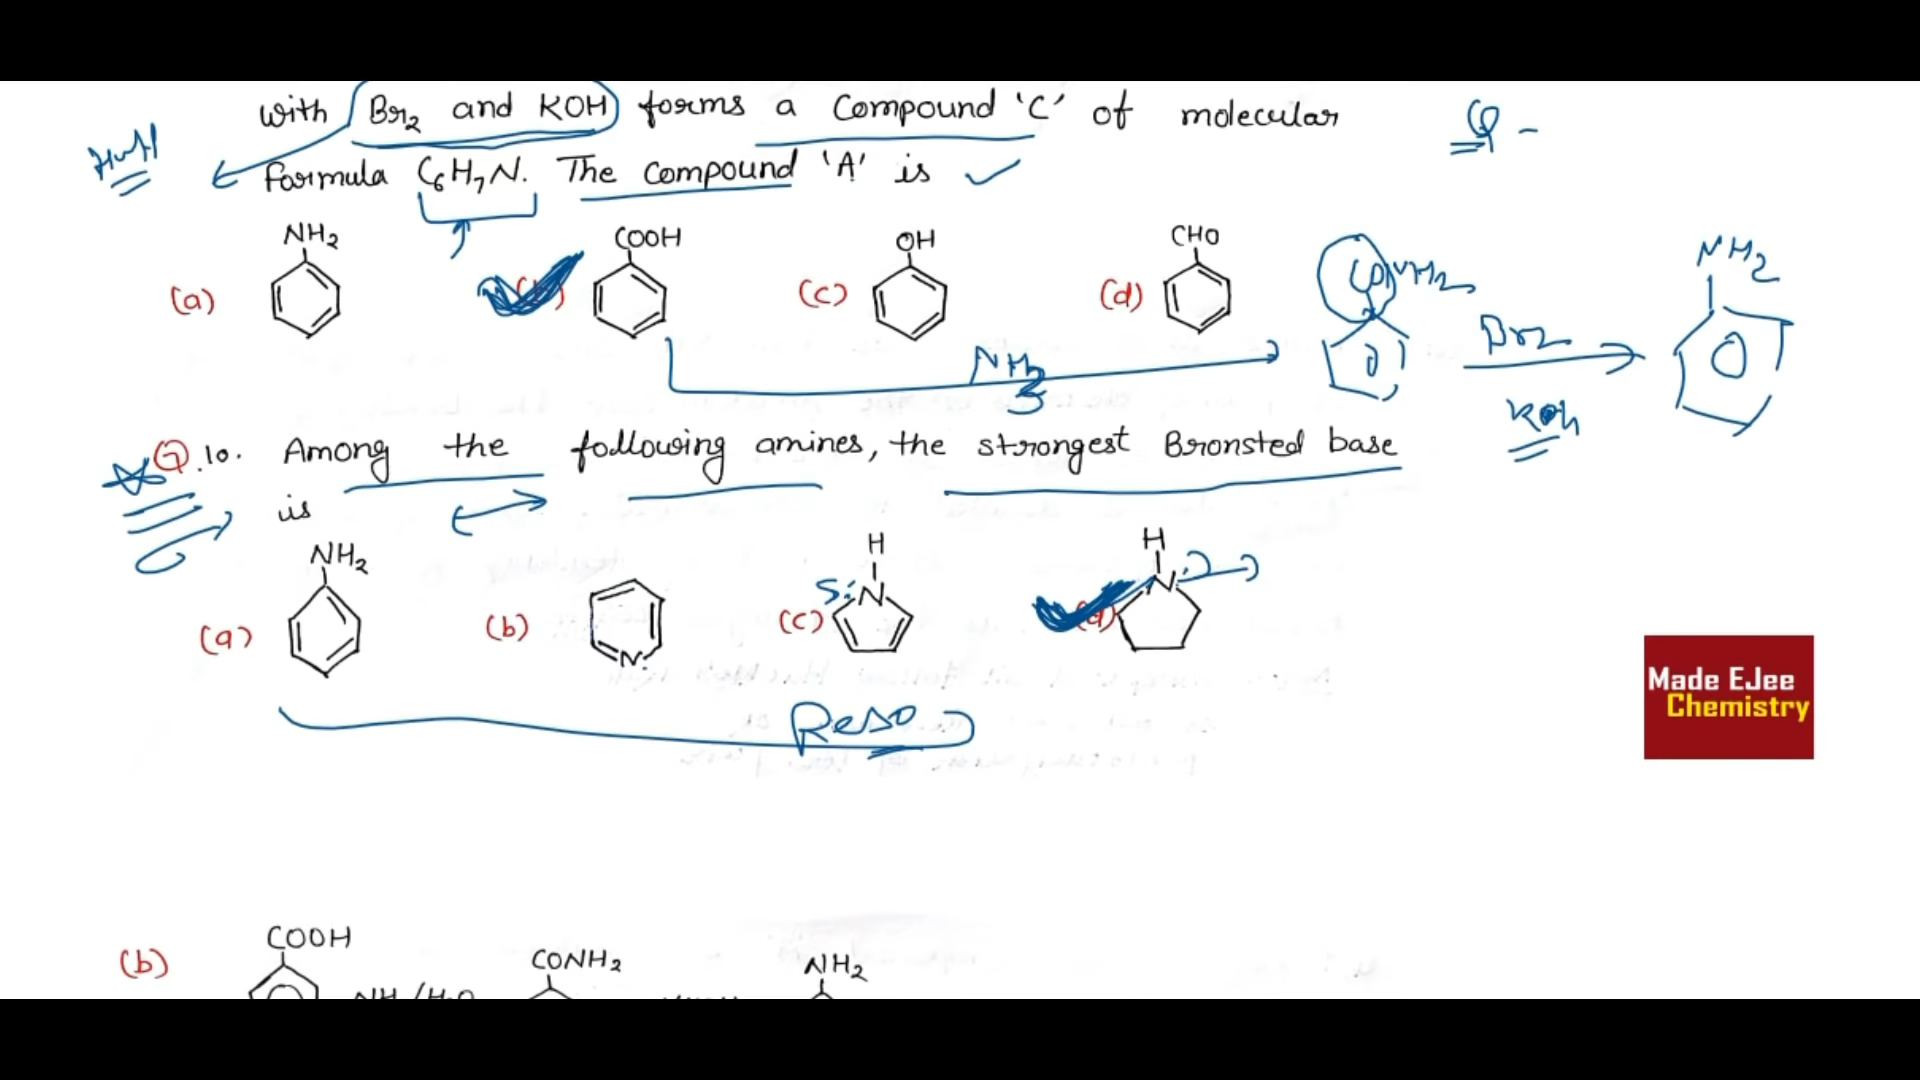 with Br2 and KOH forms a compound 'C' of molecular
Q -
HwH
formula C6H7N. The compound 'A' is
NH2
COOH
OH
CHO
NH2
CONH2
(a)
(c)
(d)
Br2
NH3
KOH
Q.10. Among the following amines, the strongest Bronsted base
is
NH2
H
H
N
N
(a)
(b)
(c)
(d)
N
Made EJee
Chemistry
Reso
COOH
(b)
CONH2
NH2